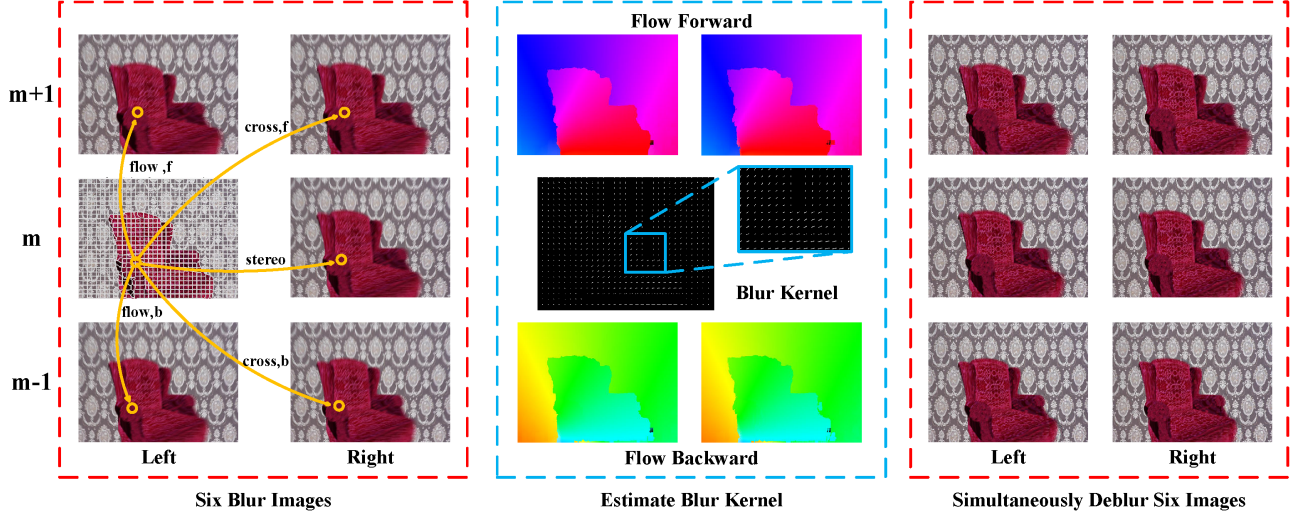 m+1
m
m-1
flow ,f
cross,f
stereo
flow,b
cross,b
Left
Right
Six Blur Images
Flow Forward
Blur Kernel
Flow Backward
Estimate Blur Kernel
Left
Right
Simultaneously Deblur Six Images